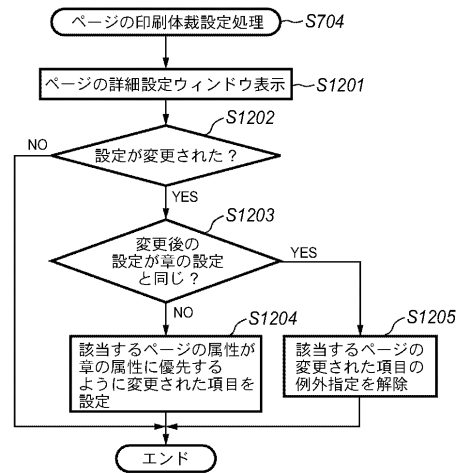 ページの印刷体裁設定処理
S704
ページの詳細設定ウィンドウ表示
S1201
S1202
NO
設定が変更された？
YES
S1203
変更後の
設定が章の設定
と同じ？
YES
NO
S1204
該当するページの属性が
章の属性に優先する
ように変更された項目を
設定
S1205
該当するページの
変更された項目の
例外指定を解除
エンド